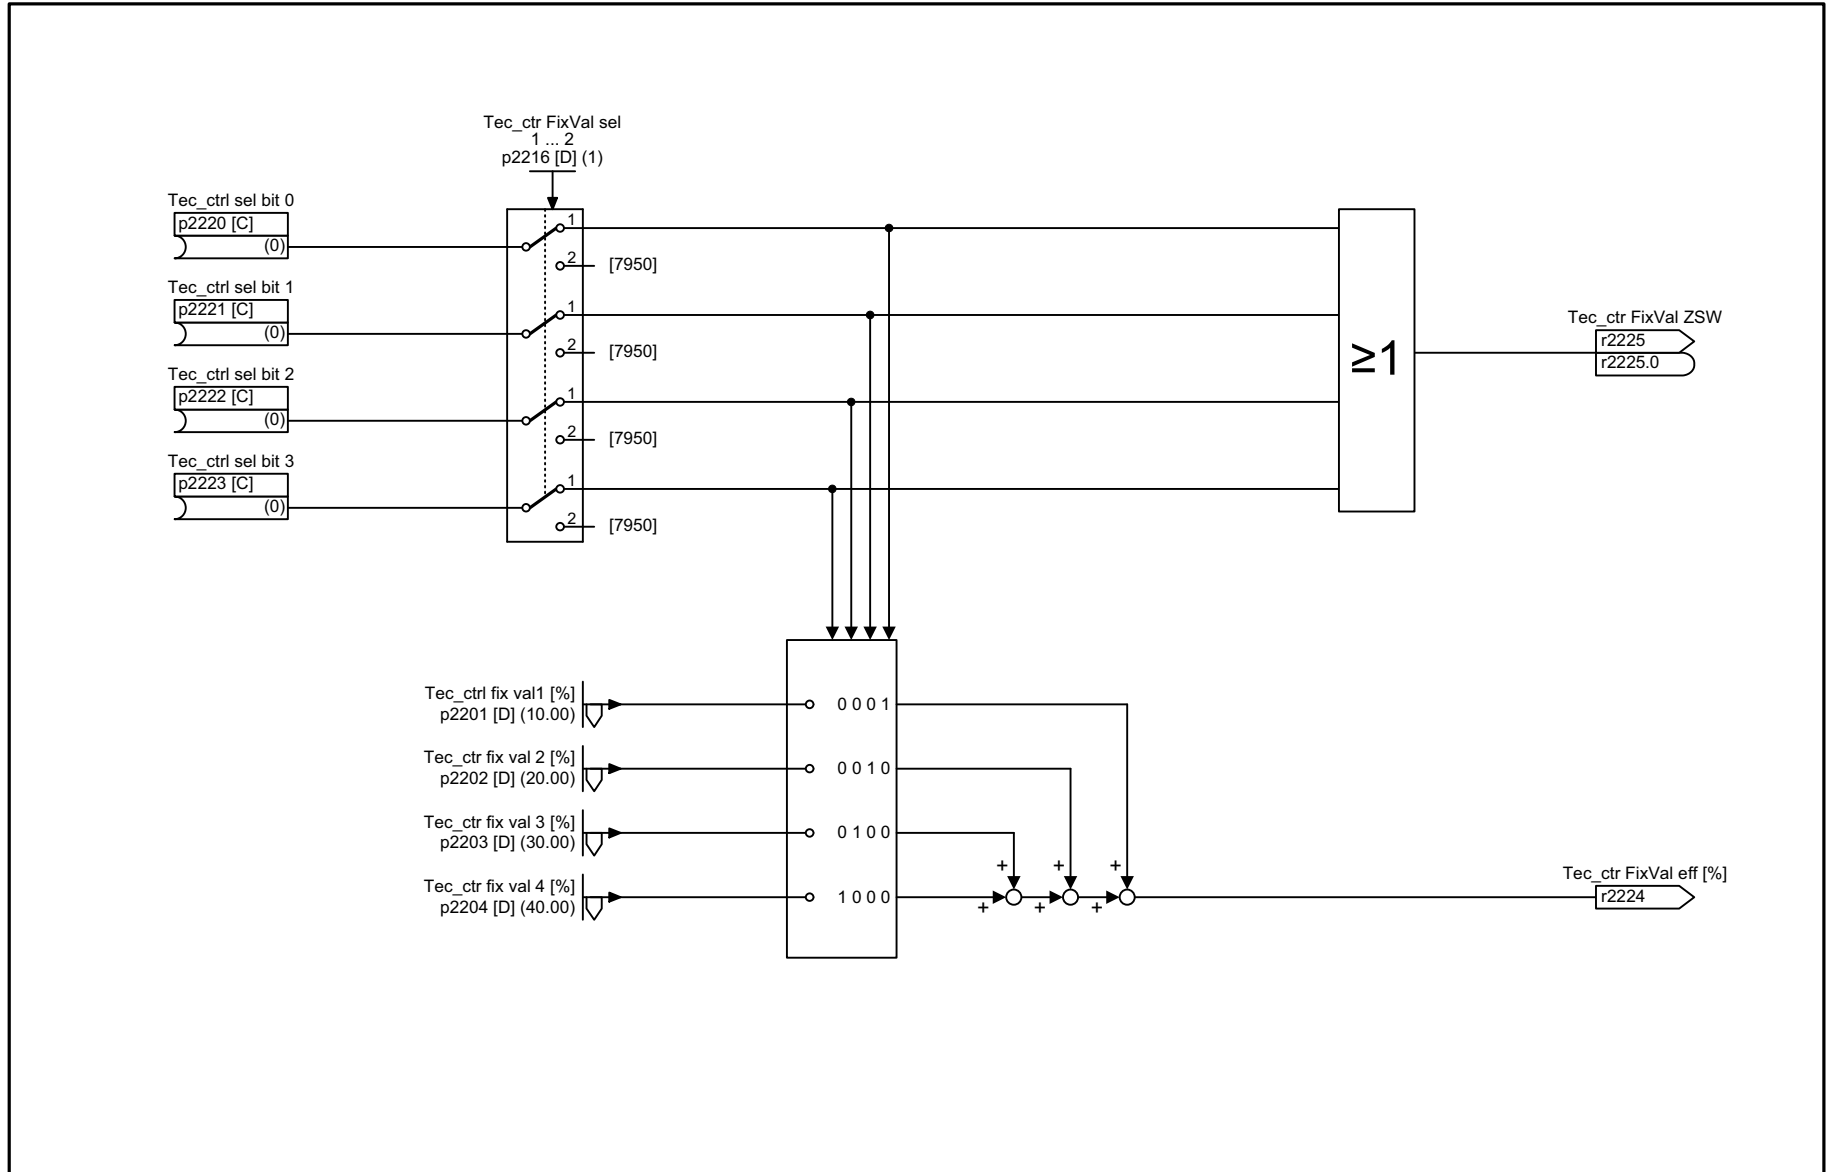 Tec_ctr FixVal sel
1 ... 2
p2216 [D] (1)
Tec_ctrl sel bit 0
p2220 [C]
(0)
1
2
[7950]
Tec_ctrl sel bit 1
p2221 [C]
(0)
1
2
[7950]
Tec_ctrl sel bit 2
p2222 [C]
(0)
1
2
[7950]
Tec_ctrl sel bit 3
p2223 [C]
(0)
1
2
[7950]
≥1
Tec_ctr FixVal ZSW
r2225
r2225.0
Tec_ctrl fix val1 [%]
p2201 [D] (10.00)
0 0 0 1
Tec_ctr fix val 2 [%]
p2202 [D] (20.00)
0 0 1 0
Tec_ctr fix val 3 [%]
p2203 [D] (30.00)
0 1 0 0
Tec_ctr fix val 4 [%]
p2204 [D] (40.00)
1 0 0 0
+ + +
+ + +
Tec_ctr FixVal eff [%]
r2224